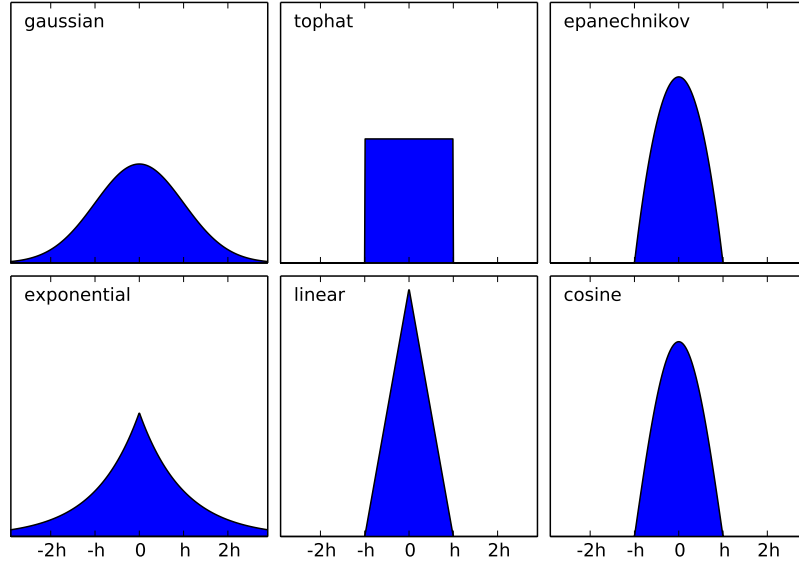 gaussian
tophat
epanechnikov
exponential
linear
cosine
-2h -h 0 h 2h
-2h -h 0 h 2h
-2h -h 0 h 2h